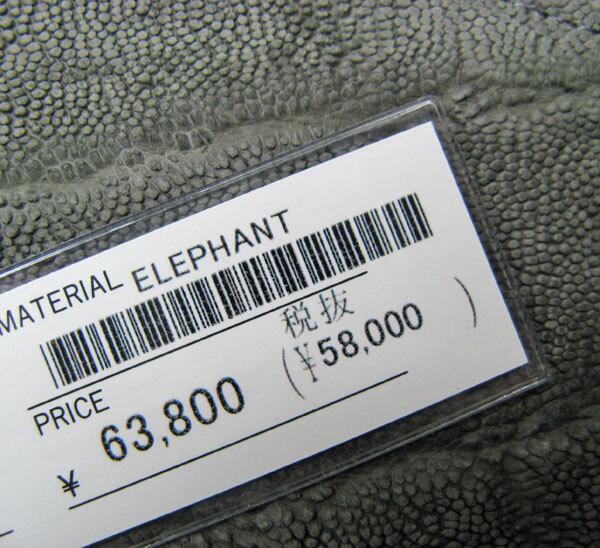 MATERIAL ELEPHANT
PRICE
税抜
¥ 63,800 (¥58,000 )